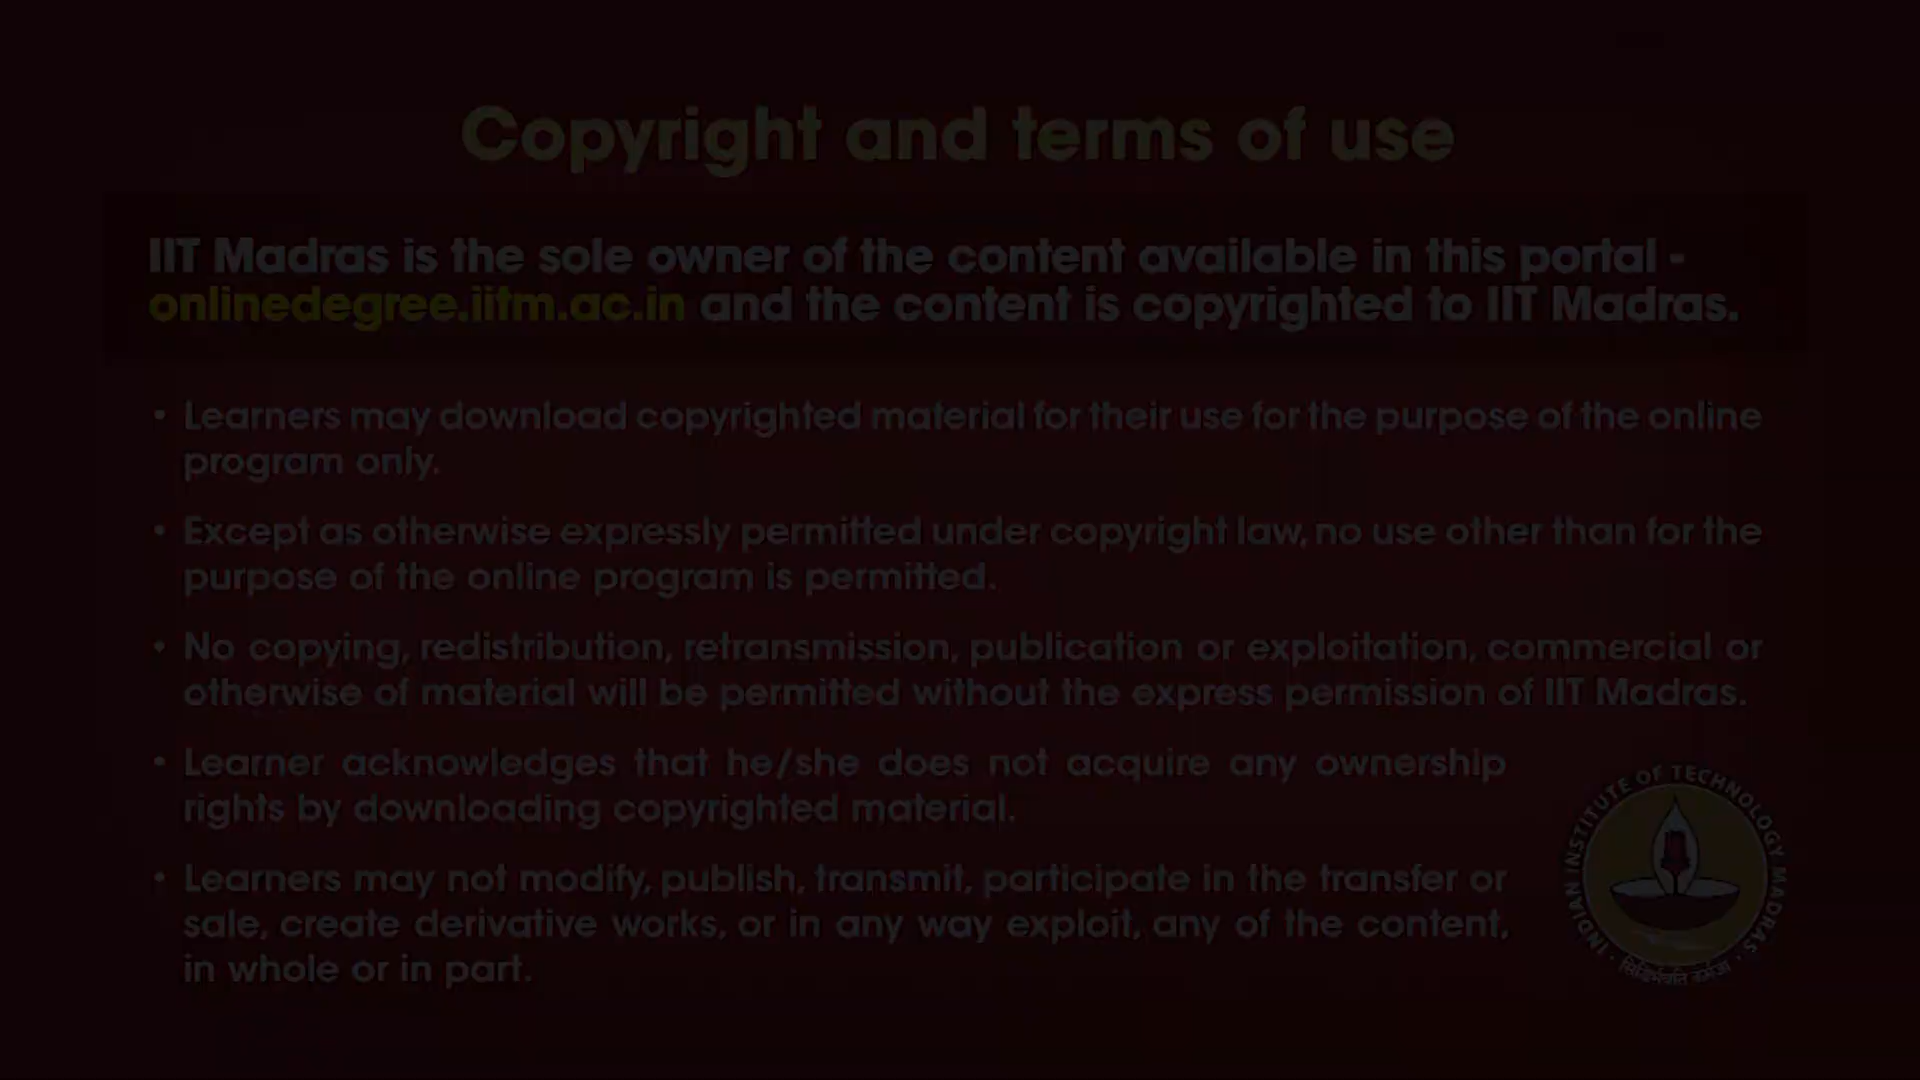 Copyright and terms of use
IIT Madras is the sole owner of the content available in this portal -
onlinedegree.iitm.ac.in and the content is copyrighted to IIT Madras.
• Learners may download copyrighted material for their use for the purpose of the online
program only.
• Except as otherwise expressly permitted under copyright law, no use other than for the
purpose of the online program is permitted.
• No copying, redistribution, retransmission, publication or exploitation, commercial or
otherwise of material will be permitted without the express permission of IIT Madras.
• Learner acknowledges that he/she does not acquire any ownership
rights by downloading copyrighted material.
• Learners may not modify, publish, transmit, participate in the transfer or
sale, create derivative works, or in any way exploit, any of the content,
in whole or in part.
INDIAN INSTITUTE OF TECHNOLOGY MADRAS